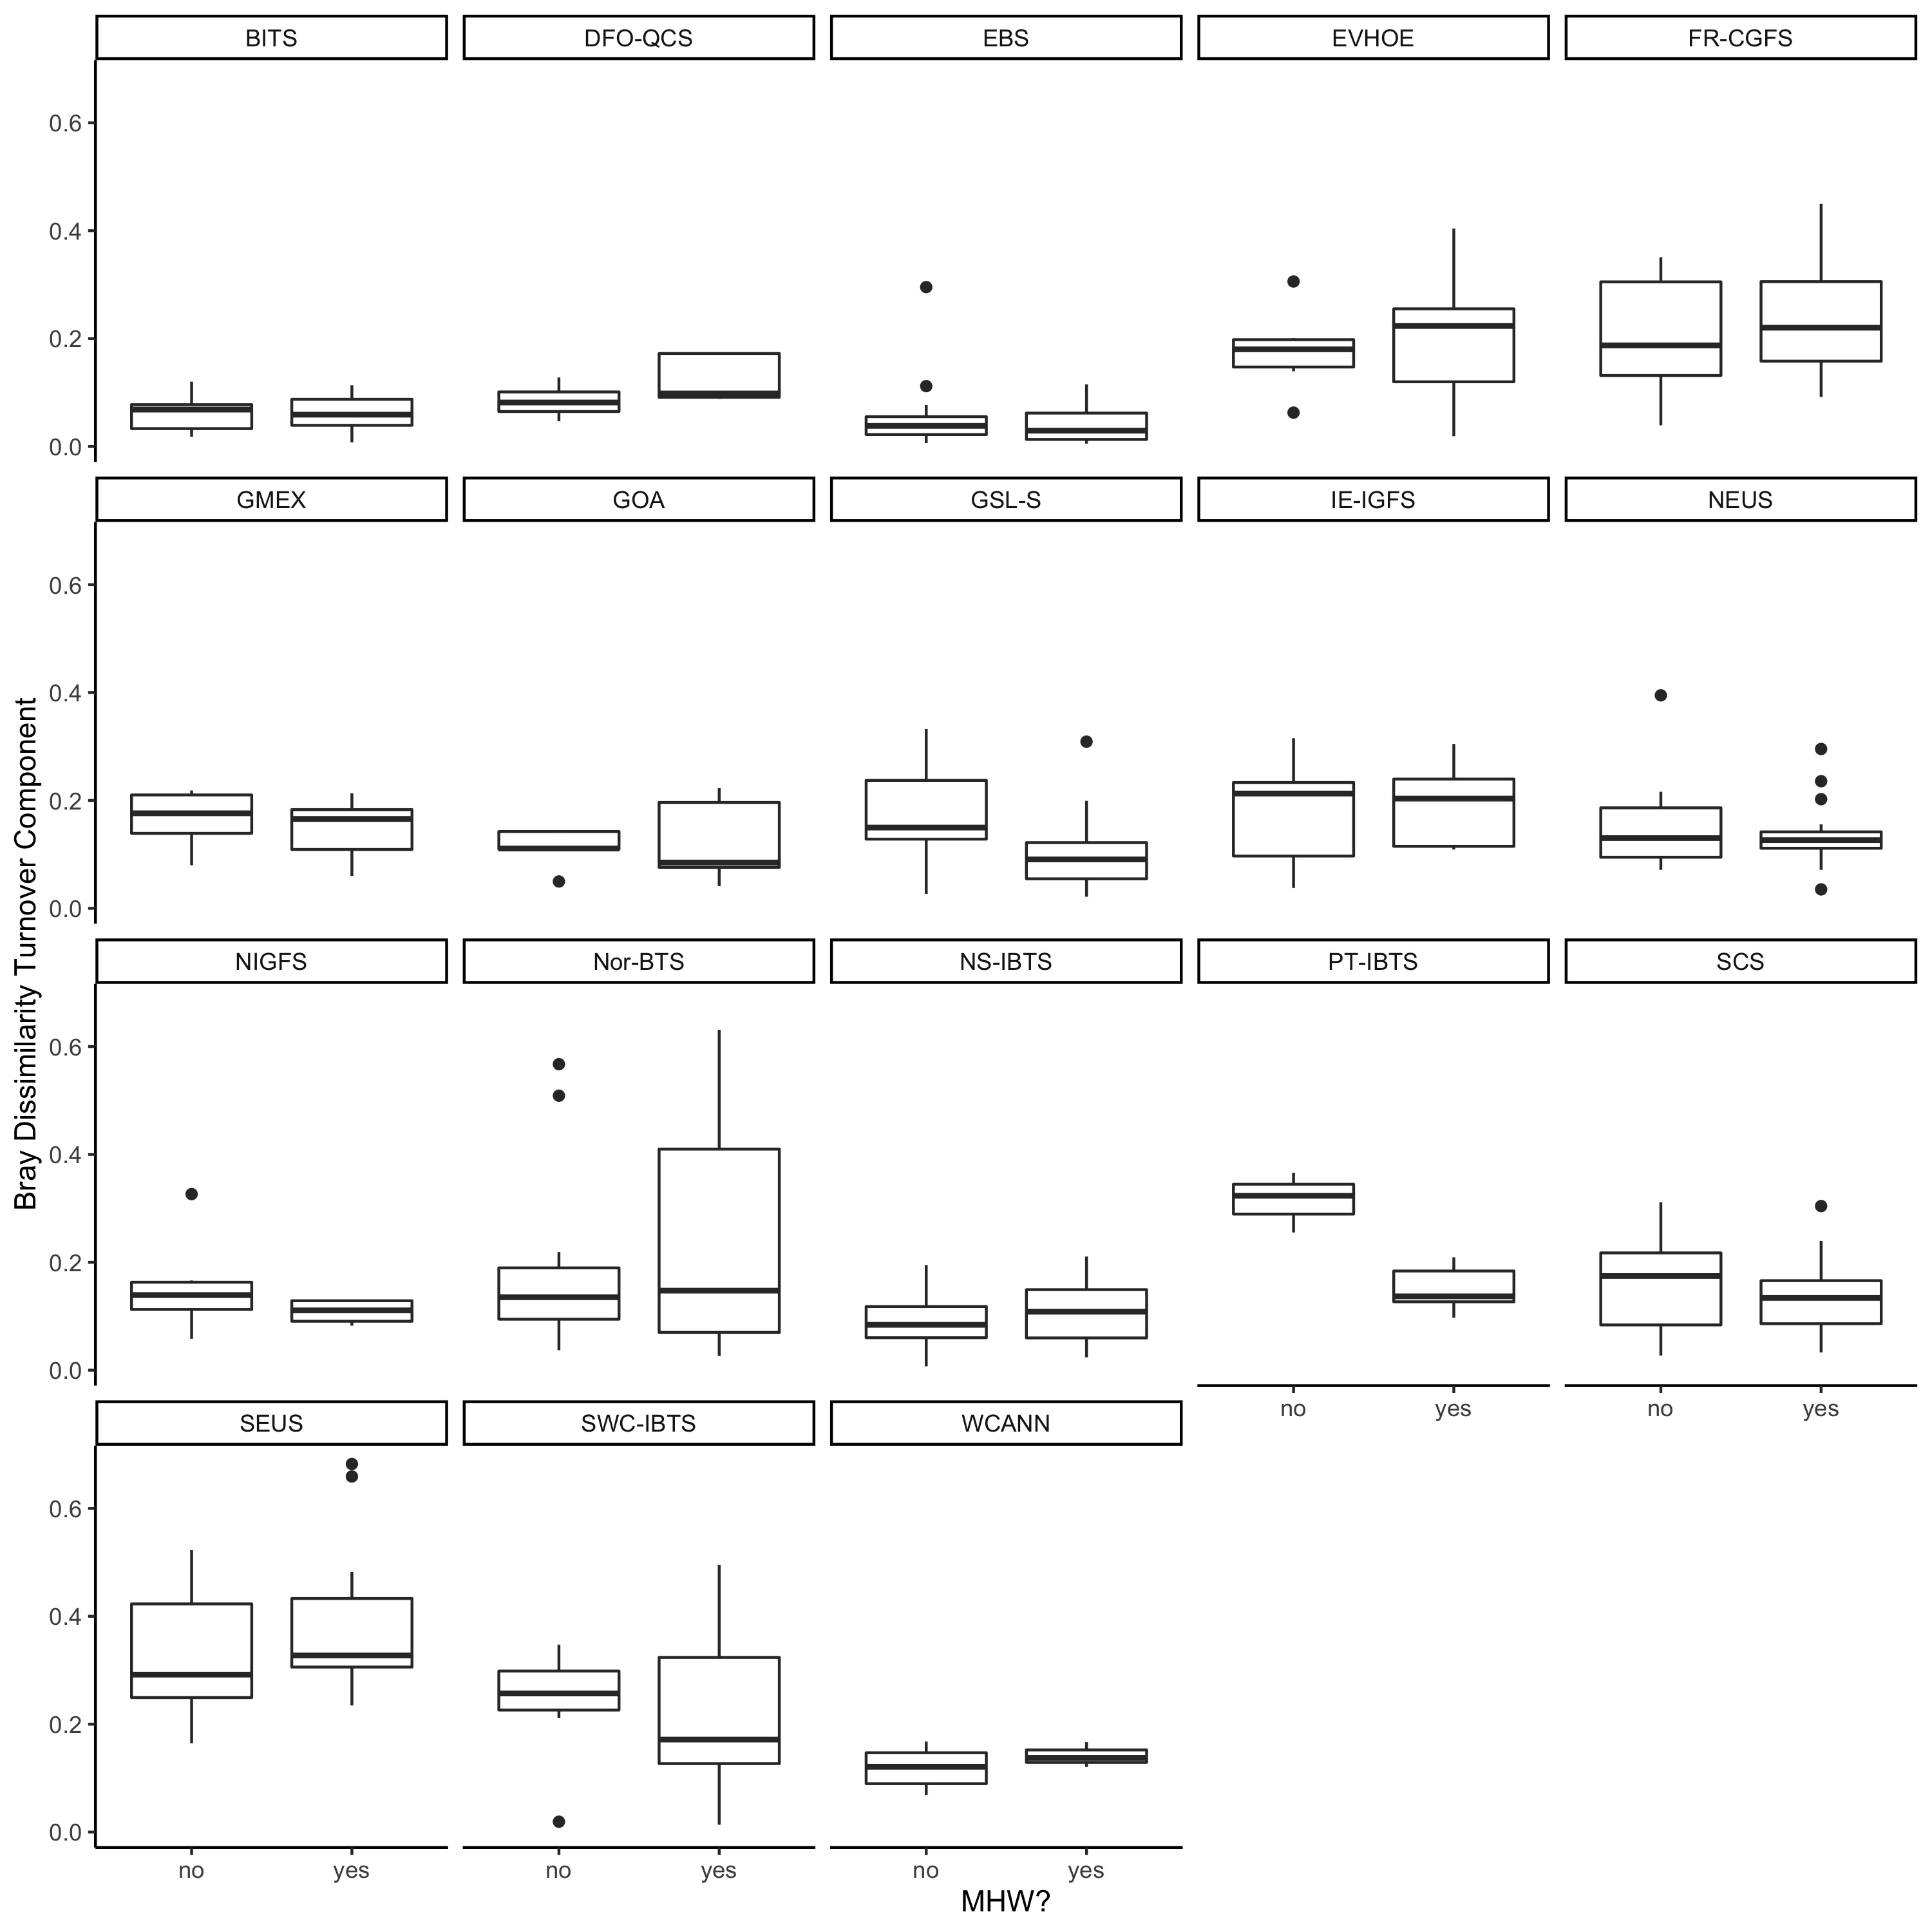 BITS DFO-QCS EBS EVHOE FR-CGFS
0.6
0.4
0.2
0.0
GMEX GOA GSL-S IE-IGFS NEUS
0.6
0.4
0.2
0.0
Bray Dissimilarity Turnover Component
NIGFS Nor-BTS NS-IBTS PT-IBTS SCS
0.6
0.4
0.2
0.0
no yes no yes
SEUS SWC-IBTS WCANN
0.6
0.4
0.2
0.0
no yes no yes no yes
MHW?